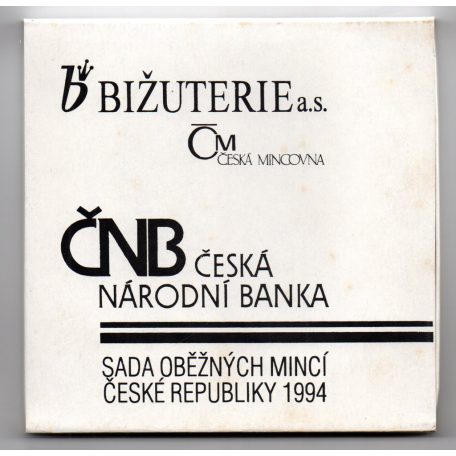 b BIŽUTERIE a.s.
ČM ČESKÁ MINCOVNA
ČNB ČESKÁ
NÁRODNÍ BANKA
SADA OBĚŽNÝCH MINCÍ
ČESKÉ REPUBLIKY 1994